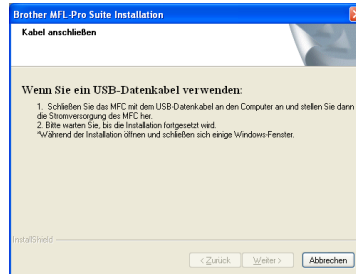 Brother MFL-Pro Suite Installation
Kabel anschließen
Wenn Sie ein USB-Datenkabel verwenden:
1. Schließen Sie das MFC mit dem USB-Datenkabel an den Computer an und stellen Sie dann
die Stromversorgung des MFC her.
2. Bitte warten Sie, bis die Installation fortgesetzt wird.
*Während der Installation öffnen und schließen sich einige Windows-Fenster.
InstallShield
< Zurück
Weiter >
Abbrechen